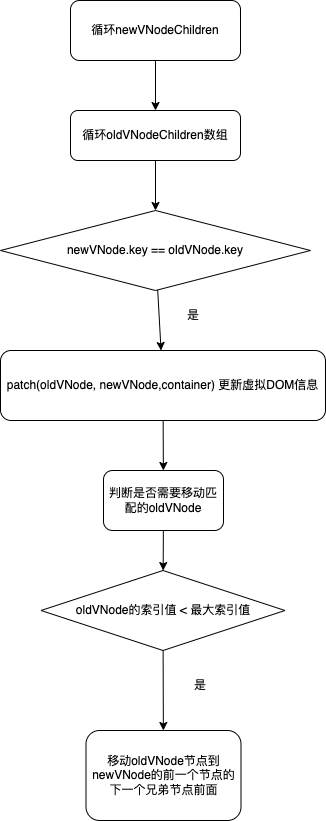 循环newVNodeChildren
循环oldVNodeChildren数组
newVNode.key == oldVNode.key
是
patch(oldVNode, newVNode,container) 更新虚拟DOM信息
判断是否需要移动匹
配的oldVNode
oldVNode的索引值 < 最大索引值
是
移动oldVNode节点到
newVNode的前一个节点的
下一个兄弟节点前面